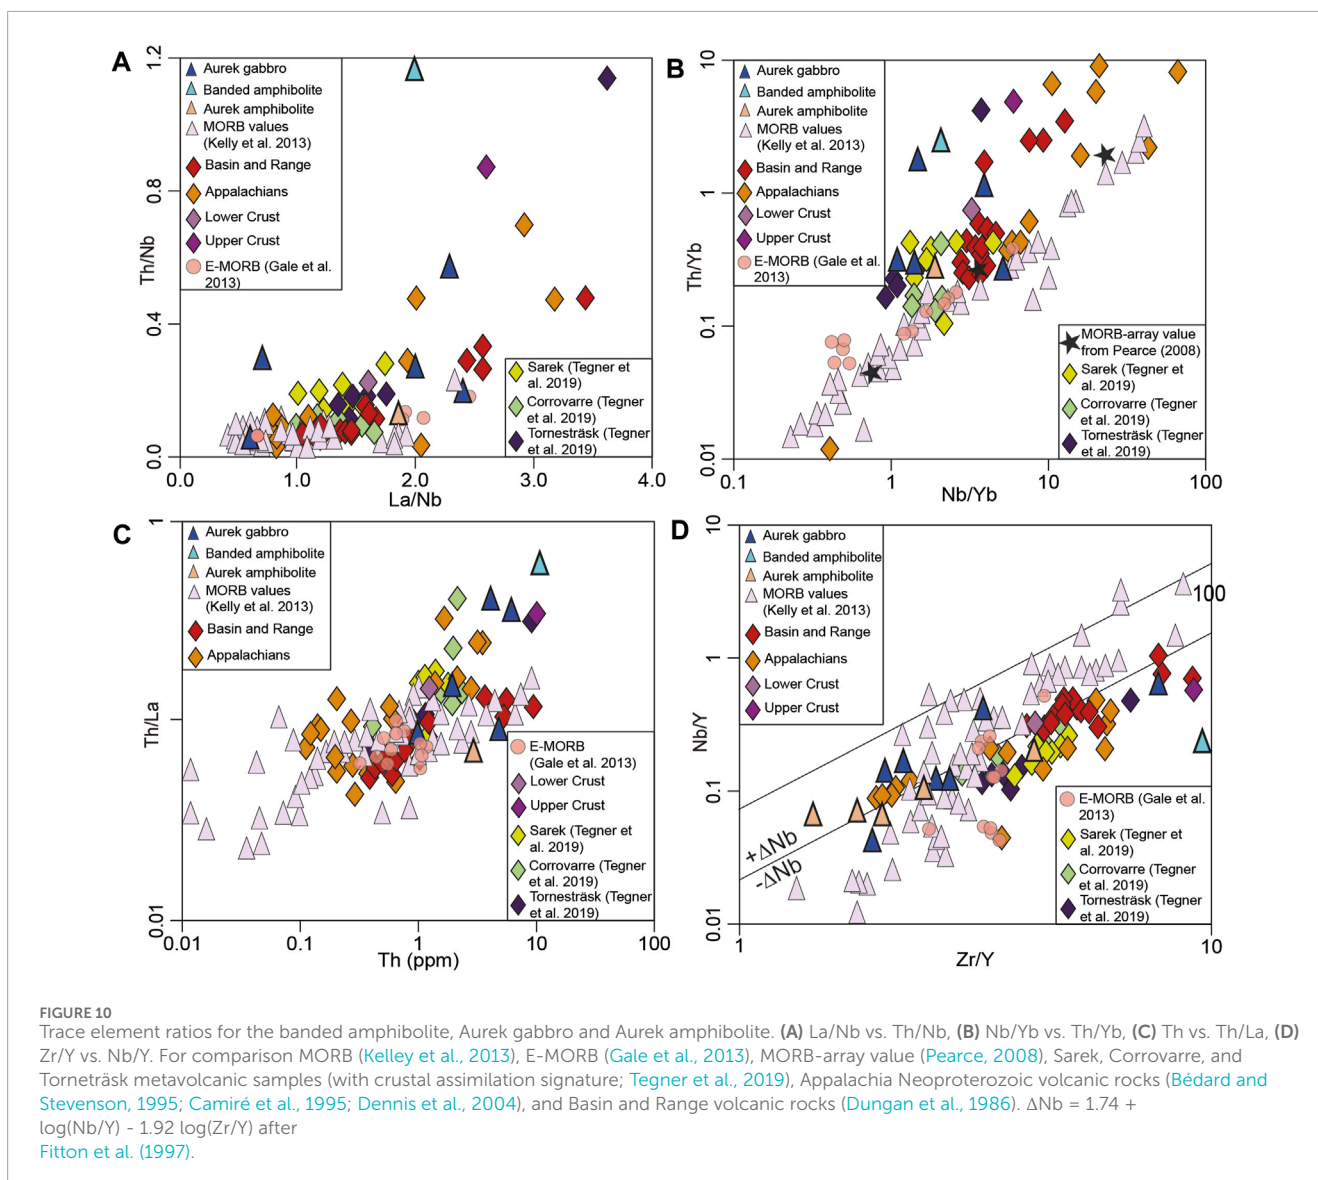 A
Th/Nb
1.2
0.8
0.4
0.0
Aurek gabbro
Banded amphibolite
Aurek amphibolite
MORB values
(Kelly et al. 2013)
Basin and Range
Appalachians
Lower Crust
Upper Crust
E-MORB (Gale et al.
2013)
Sarek (Tegner et
al. 2019)
Corrovarre (Tegner
et al. 2019)
Tornesträsk (Tegner
et al. 2019)
0.0
1.0
2.0
3.0
4.0
La/Nb
B
Th/Yb
10
1
0.1
0.01
Aurek gabbro
Banded amphibolite
Aurek amphibolite
MORB values
(Kelly et al. 2013)
Basin and Range
Appalachians
Lower Crust
Upper Crust
E-MORB (Gale et al.
2013)
MORB-array value
from Pearce (2008)
Sarek (Tegner et
al. 2019)
Corrovarre (Tegner
et al. 2019)
Tornesträsk (Tegner
et al. 2019)
0.1
1
10
100
Nb/Yb
C
Th/La
1
0.01
Aurek gabbro
Banded amphibolite
Aurek amphibolite
MORB values
(Kelly et al. 2013)
Basin and Range
Appalachians
E-MORB
(Gale et al. 2013)
Lower Crust
Upper Crust
Sarek (Tegner et
al. 2019)
Corrovarre (Tegner
et al. 2019)
Tornesträsk (Tegner
et al. 2019)
0.01
0.1
1
10
100
Th (ppm)
D
Nb/Y
10
1
0.1
0.01
Aurek gabbro
Banded amphibolite
Aurek amphibolite
MORB values
(Kelly et al. 2013)
Basin and Range
Appalachians
Lower Crust
Upper Crust
100
+ΔNb
-ΔNb
E-MORB (Gale et al.
2013)
Sarek (Tegner et
al. 2019)
Corrovarre (Tegner
et al. 2019)
Tornesträsk (Tegner
et al. 2019)
1
10
Zr/Y
FIGURE 10
Trace element ratios for the banded amphibolite, Aurek gabbro and Aurek amphibolite. (A) La/Nb vs. Th/Nb, (B) Nb/Yb vs. Th/Yb, (C) Th vs. Th/La, (D)
Zr/Y vs. Nb/Y. For comparison MORB (Kelley et al., 2013), E-MORB (Gale et al., 2013), MORB-array value (Pearce, 2008), Sarek, Corrovarre, and
Torneträsk metavolcanic samples (with crustal assimilation signature; Tegner et al., 2019), Appalachia Neoproterozoic volcanic rocks (Bédard and
Stevenson, 1995; Camiré et al., 1995; Dennis et al., 2004), and Basin and Range volcanic rocks (Dungan et al., 1986). ΔNb = 1.74 +
log(Nb/Y) - 1.92 log(Zr/Y) after
Fitton et al. (1997).